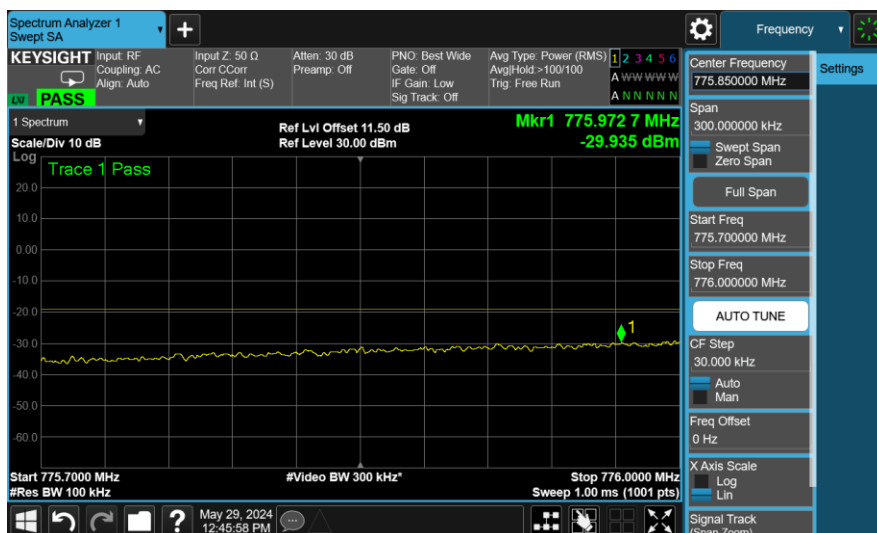 Spectrum Analyzer 1
Swept SA
+
Frequency
KEYSIGHT
Input: RF
Coupling: AC
Align: Auto
Input Z: 50 Ω
Corr CCorr
Freq Ref: Int (S)
Atten: 30 dB
Preamp: Off
PNO: Best Wide
Gate: Off
IF Gain: Low
Sig Track: Off
Avg Type: Power (RMS)
Avg|Hold:>100/100
Trig: Free Run
1 2 3 4 5 6
A W W W W W
A N N N N N
LXI
PASS
1 Spectrum
Scale/Div 10 dB
Ref Lvl Offset 11.50 dB
Ref Level 30.00 dBm
Mkr1 775.972 7 MHz
-29.935 dBm
Log
Trace 1 Pass
20.0
10.0
0.00
-10.0
-20.0
-30.0
-40.0
-50.0
-60.0
1
Start 775.7000 MHz
#Res BW 100 kHz
#Video BW 300 kHz*
Stop 776.0000 MHz
Sweep 1.00 ms (1001 pts)
?
May 29, 2024
12:45:58 PM
Center Frequency
775.850000 MHz
Settings
Span
300.000000 kHz
Swept Span
Zero Span
Full Span
Start Freq
775.700000 MHz
Stop Freq
776.000000 MHz
AUTO TUNE
CF Step
30.000 kHz
Auto
Man
Freq Offset
0 Hz
X Axis Scale
Log
Lin
Signal Track
(Span Zoom)